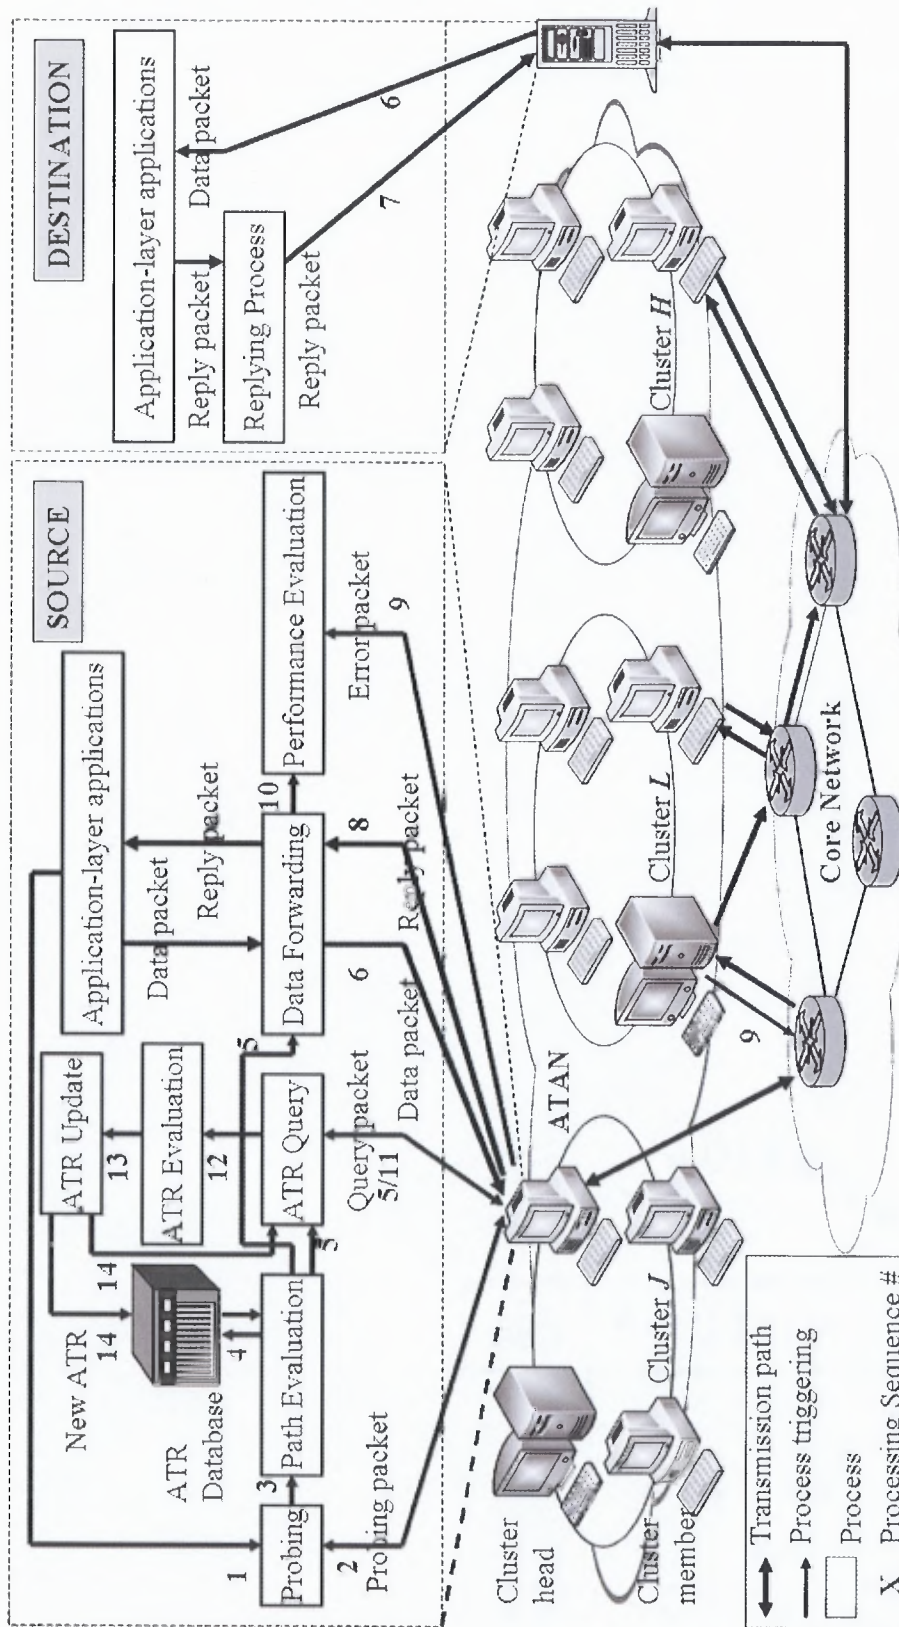 SOURCE
DESTINATION
Application-layer applications
Application-layer applications
Data packet
Reply packet
Replying Process
Reply packet
6
7
New ATR
14
14
ATR Update
13
ATR Evaluation
12
ATR Query
Query packet
5/11
ATR
Database
4
1
Probing
2
Probing packet
3
Path Evaluation
5
5
Data packet
Reply packet
Data Forwarding
6
Data packet
8
Reply packet
10
Performance Evaluation
Error packet
9
ATAN
Cluster
head
Cluster
member
Cluster J
Cluster L
Cluster H
9
Core Network
Transmission path
Process triggering
Process
X Processing Sequence #